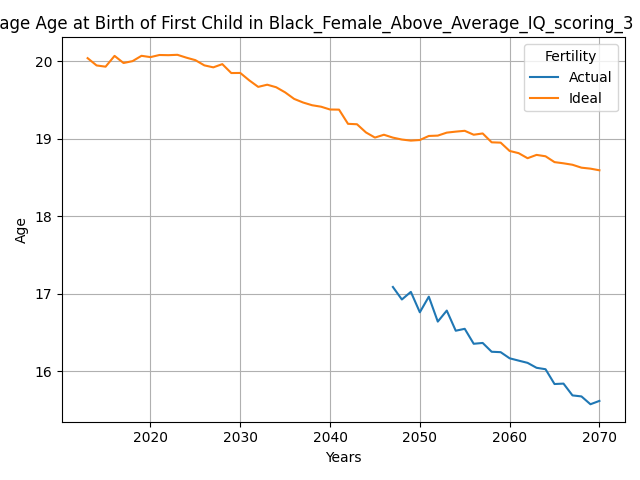 age Age at Birth of First Child in Black_Female_Above_Average_IQ_scoring_3
Fertility
Actual
Ideal
20
19
18
17
16
Age
2020
2030
2040
2050
2060
2070
Years